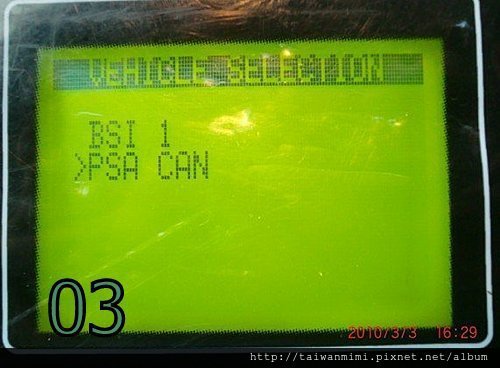 VEHICLE SELECTION
BSI 1
>PSA CAN
03
2010/3/3 16:29
http://taiwanmimi.pixnet.net/album